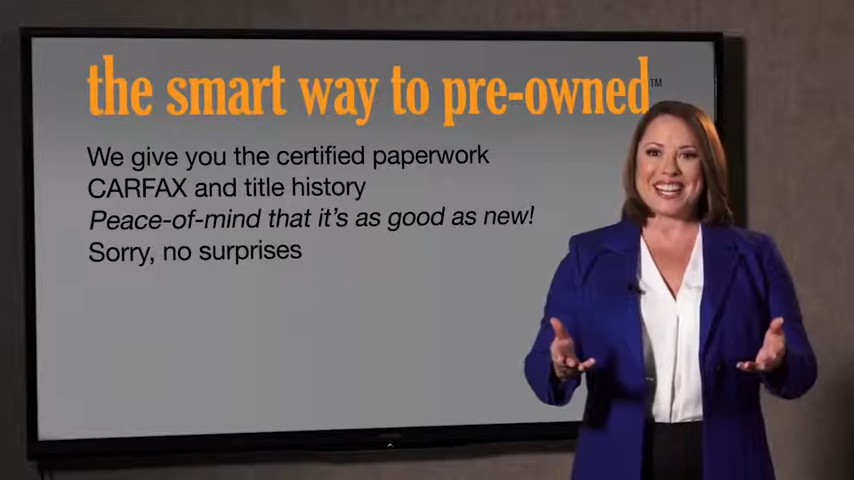 the smart way to pre-owned™
We give you the certified paperwork
CARFAX and title history
Peace-of-mind that it's as good as new!
Sorry, no surprises